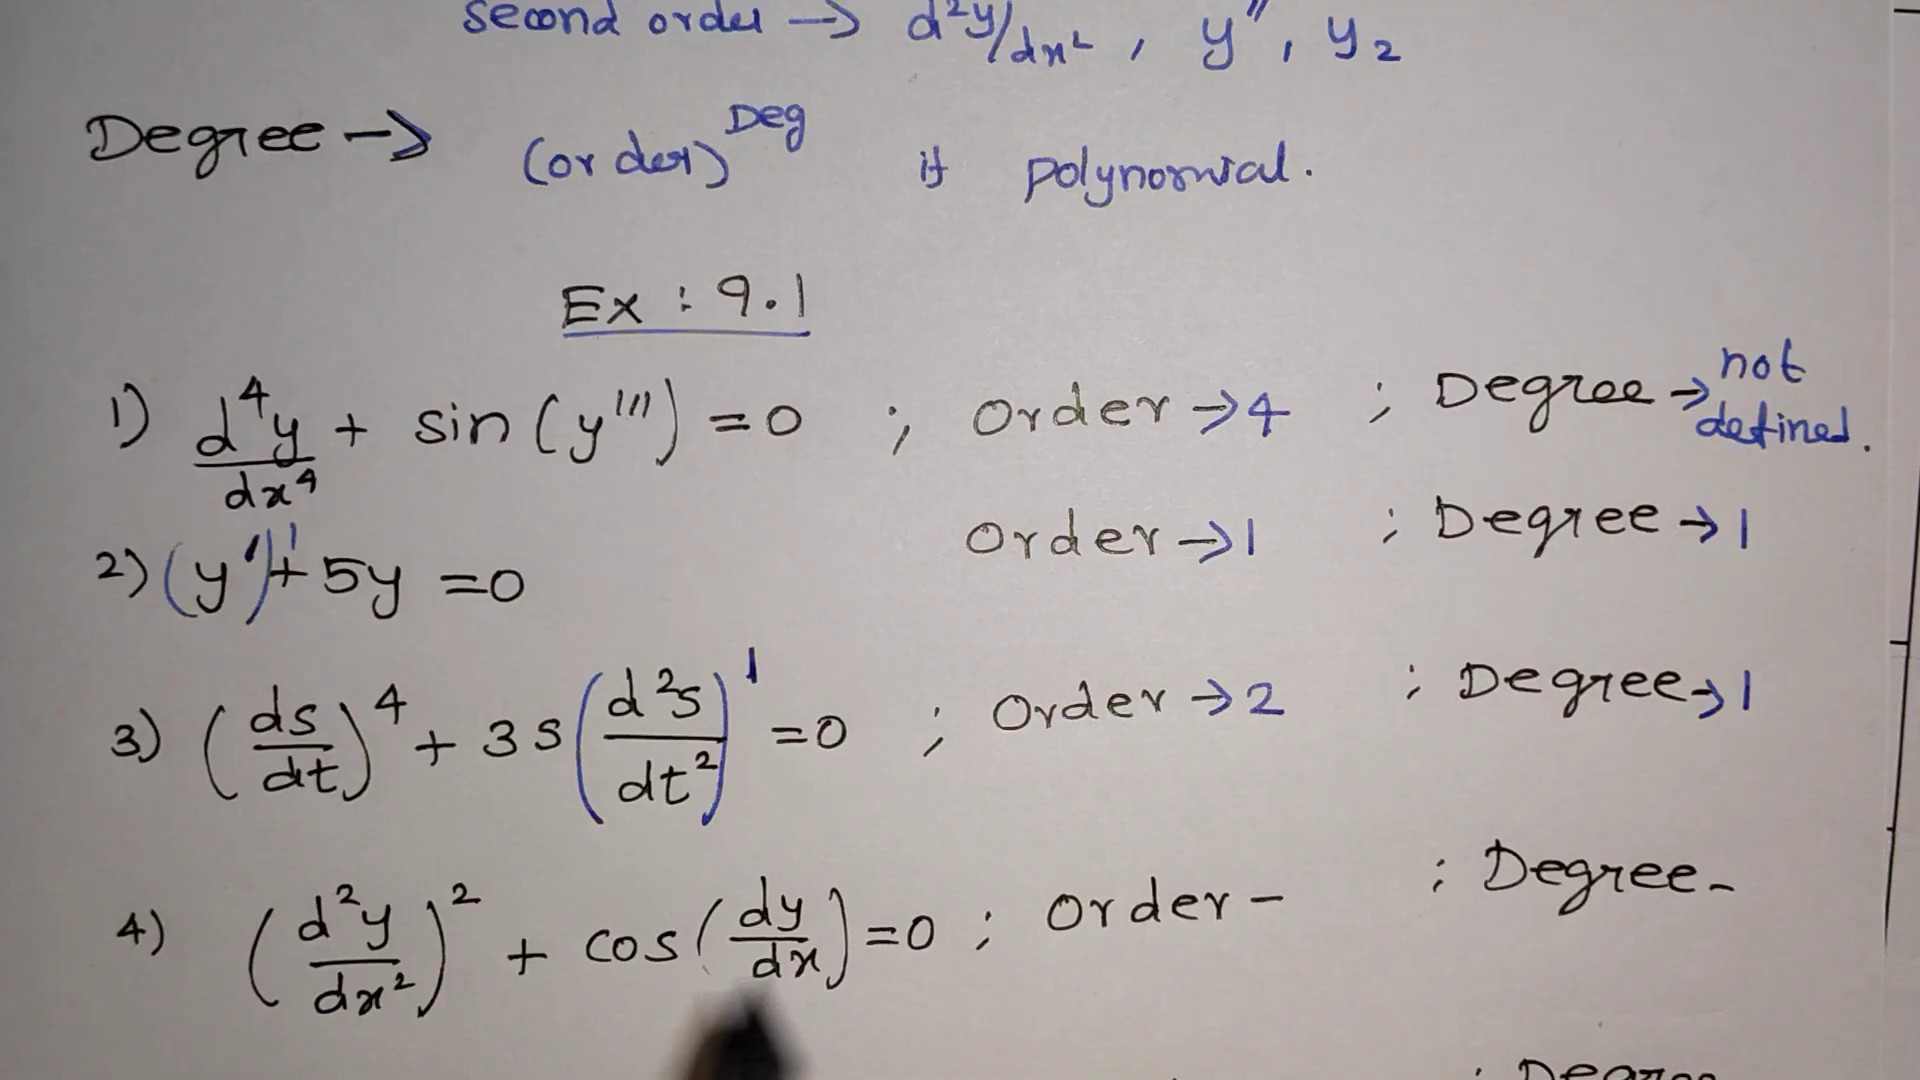 second order → d²y/dx² , y'' , y₂
Degree → (order)^Deg if polynomial.
Ex : 9.1
1) d⁴y/dx⁴ + sin(y''') = 0 ; Order → 4 ; Degree → not defined.
2) (y')¹ + 5y = 0 Order → 1 ; Degree → 1
3) (ds/dt)⁴ + 3s(d²s/dt²)¹ = 0 ; Order → 2 ; Degree → 1
4) (d²y/dx²)² + cos(dy/dx) = 0 ; Order - ; Degree -
; Degree